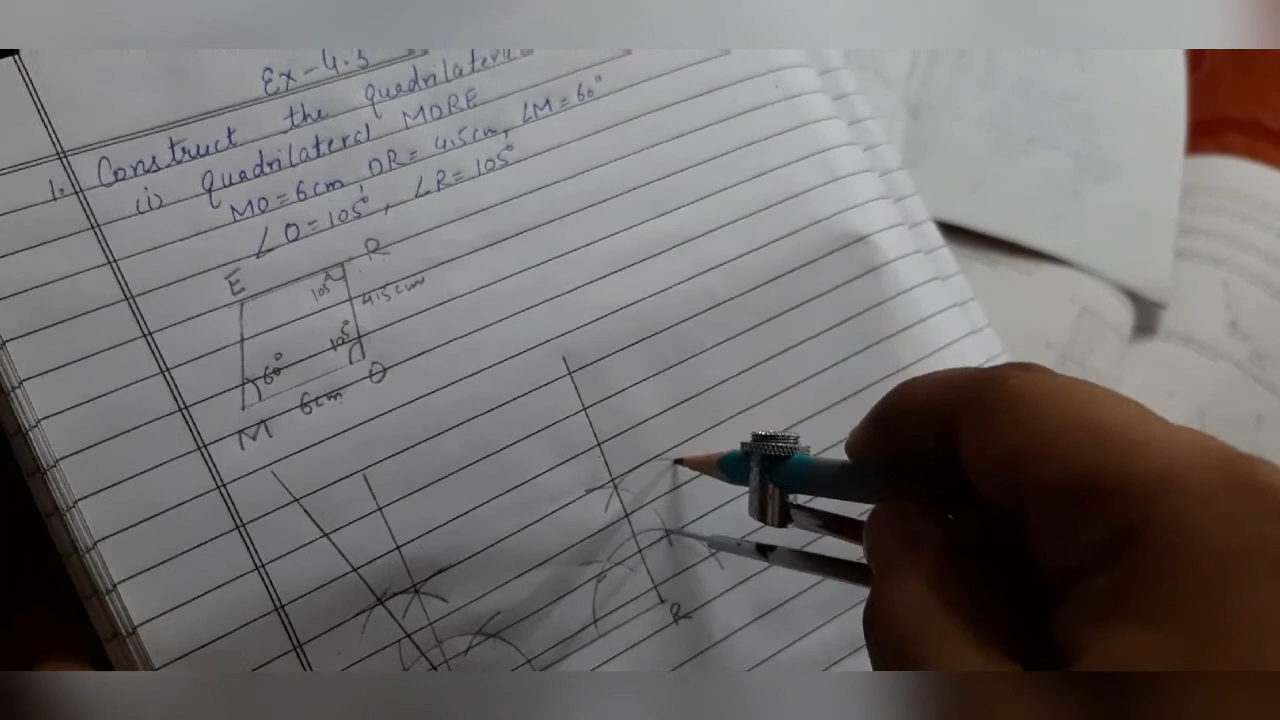 Ex-4.3
1. Construct the quadrilateral
(i) quadrilateral MORE
MO=6cm, OR=4.5cm, ∠M=60°
∠O=105°, ∠R=105°
E R
105°
4.5cm
105°
60°
O
6cm
M
R